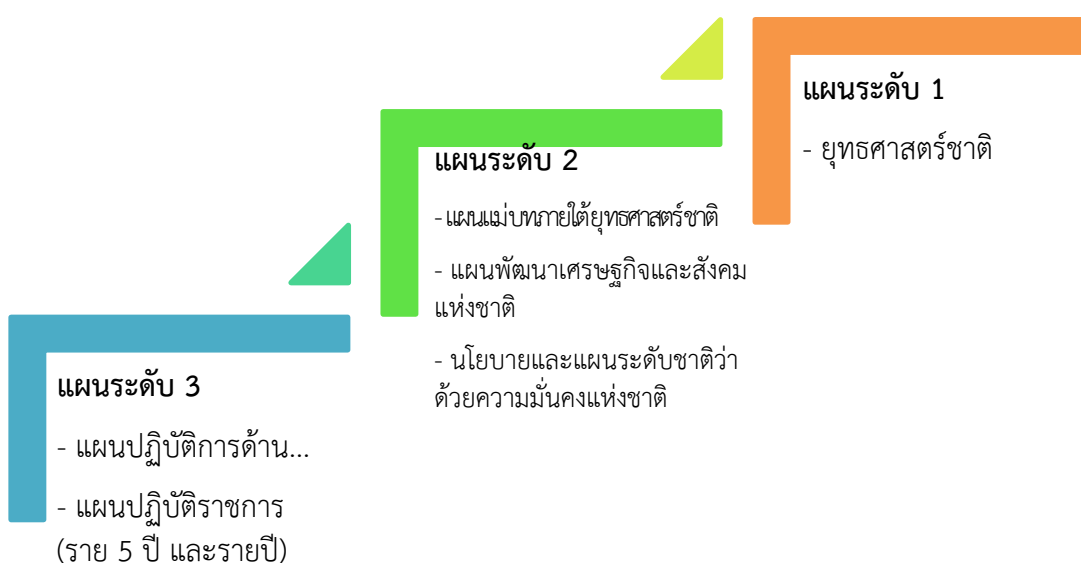 แผนระดับ 1
- ยุทธศาสตร์ชาติ
แผนระดับ 2
- แผนแม่บทภายใต้ยุทธศาสตร์ชาติ
- แผนพัฒนาเศรษฐกิจและสังคม
แห่งชาติ
- นโยบายและแผนระดับชาติว่า
ด้วยความมั่นคงแห่งชาติ
แผนระดับ 3
- แผนปฏิบัติการด้าน...
- แผนปฏิบัติราชการ
(ราย 5 ปี และรายปี)